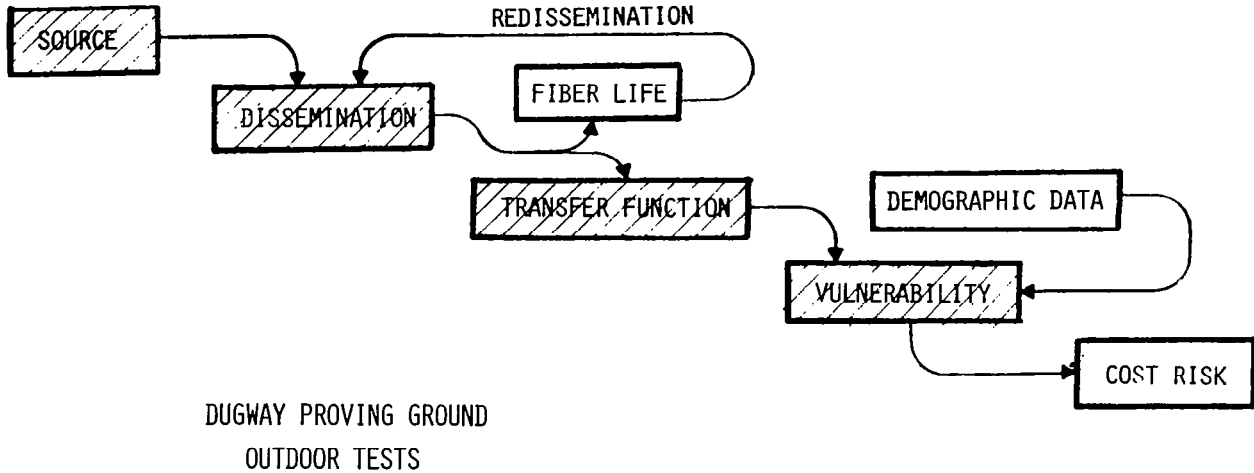 REDISSEMINATION
SOURCE
FIBER LIFE
DISSEMINATION
TRANSFER FUNCTION
DEMOGRAPHIC DATA
VULNERABILITY
COST RISK
DUGWAY PROVING GROUND
OUTDOOR TESTS